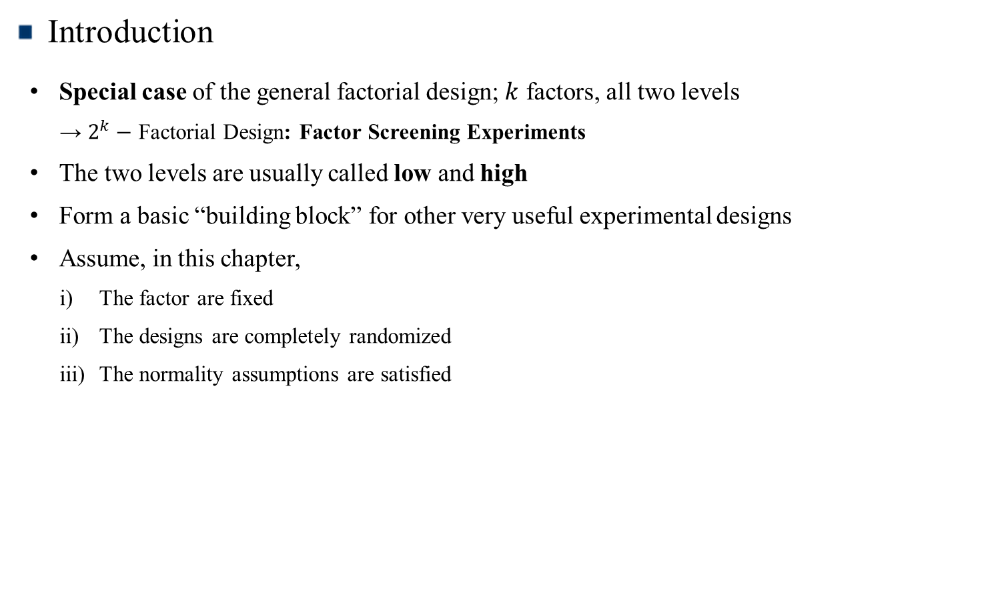 Introduction
• Special case of the general factorial design; k factors, all two levels
→ 2^k − Factorial Design: Factor Screening Experiments
• The two levels are usually called low and high
• Form a basic “building block” for other very useful experimental designs
• Assume, in this chapter,
i) The factor are fixed
ii) The designs are completely randomized
iii) The normality assumptions are satisfied